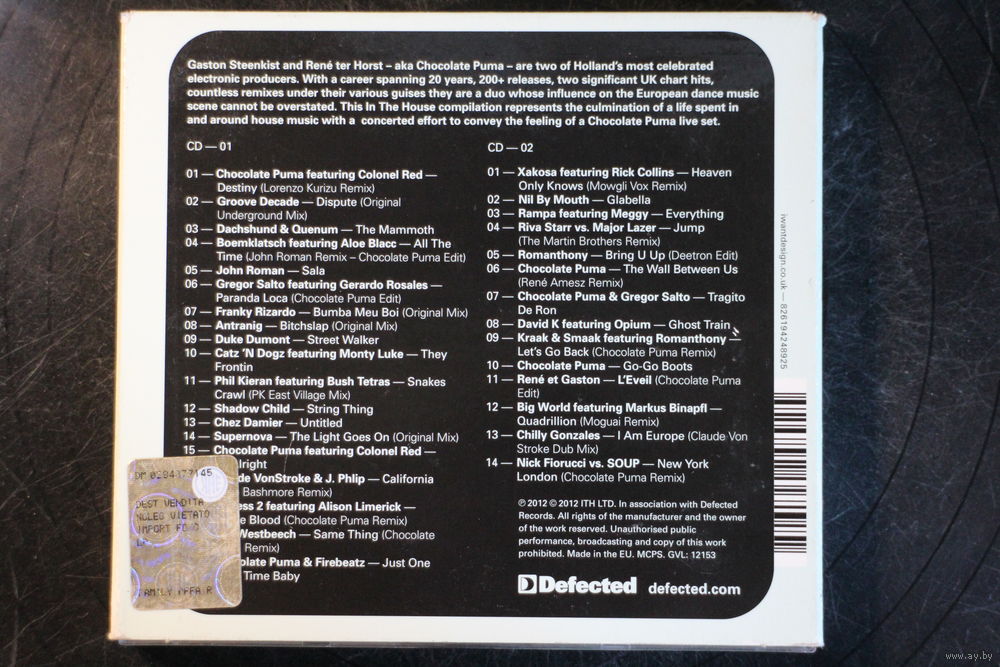 Gaston Steenkist and René ter Horst – aka Chocolate Puma – are two of Holland's most celebrated
electronic producers. With a career spanning 20 years, 200+ releases, two significant UK chart hits,
countless remixes under their various guises they are a duo whose influence on the European dance music
scene cannot be overstated. This In The House compilation represents the culmination of a life spent in
and around house music with a concerted effort to convey the feeling of a Chocolate Puma live set.
CD — 01
01 — Chocolate Puma featuring Colonel Red —
Destiny (Lorenzo Kurizu Remix)
02 — Groove Decade — Dispute (Original
Underground Mix)
03 — Dachshund & Quenum — The Mammoth
04 — Boemklatsch featuring Aloe Blacc — All The
Time (John Roman Remix – Chocolate Puma Edit)
05 — John Roman — Sala
06 — Gregor Salto featuring Gerardo Rosales —
Paranda Loca (Chocolate Puma Edit)
07 — Franky Rizardo — Bumba Meu Boi (Original Mix)
08 — Antranig — Bitchslap (Original Mix)
09 — Duke Dumont — Street Walker
10 — Catz 'N Dogz featuring Monty Luke — They
Frontin
11 — Phil Kieran featuring Bush Tetras — Snakes
Crawl (PK East Village Mix)
12 — Shadow Child — String Thing
13 — Chez Damier — Untitled
14 — Supernova — The Light Goes On (Original Mix)
15 — Chocolate Puma featuring Colonel Red —
lright
de VonStroke & J. Phlip — California
Bashmore Remix)
ess 2 featuring Alison Limerick —
e Blood (Chocolate Puma Remix)
Westbeech — Same Thing (Chocolate
Remix)
olate Puma & Firebeatz — Just One
Time Baby
CD — 02
01 — Xakosa featuring Rick Collins — Heaven
Only Knows (Mowgli Vox Remix)
02 — Nil By Mouth — Glabella
03 — Rampa featuring Meggy — Everything
04 — Riva Starr vs. Major Lazer — Jump
(The Martin Brothers Remix)
05 — Romanthony — Bring U Up (Deetron Edit)
06 — Chocolate Puma — The Wall Between Us
(René Amesz Remix)
07 — Chocolate Puma & Gregor Salto — Tragito
De Ron
08 — David K featuring Opium — Ghost Train
09 — Kraak & Smaak featuring Romanthony —
Let's Go Back (Chocolate Puma Remix)
10 — Chocolate Puma — Go-Go Boots
11 — René et Gaston — L'Eveil (Chocolate Puma
Edit)
12 — Big World featuring Markus Binapfl —
Quadrillion (Moguai Remix)
13 — Chilly Gonzales — I Am Europe (Claude Von
Stroke Dub Mix)
14 — Nick Fiorucci vs. SOUP — New York
London (Chocolate Puma Remix)
℗ 2012 © 2012 ITH LTD. In association with Defected
Records. All rights of the manufacturer and the owner
of the work reserved. Unauthorised public
performance, broadcasting and copy of this work
prohibited. Made in the EU. MCPS. GVL: 12153
Defected defected.com
iwantdesign.co.uk — 826194248925
DEST VENDITA
NOLEG VIETATO
IMPORT
www.ay.by